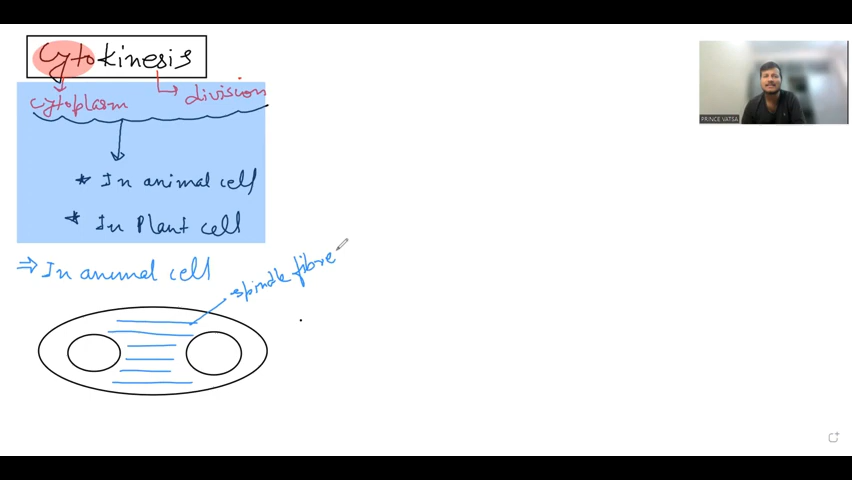 Cytokinesis
cytoplasm
division
* In animal cell
* In Plant cell
⇒ In animal cell
spindle fibre
PRINCE VATSA